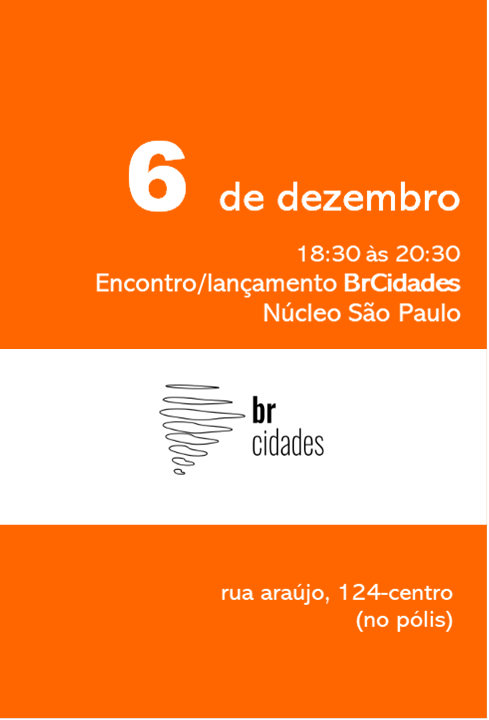 6 de dezembro
18:30 às 20:30
Encontro/lançamento BrCidades
Núcleo São Paulo
br
cidades
rua araújo, 124-centro
(no pólis)